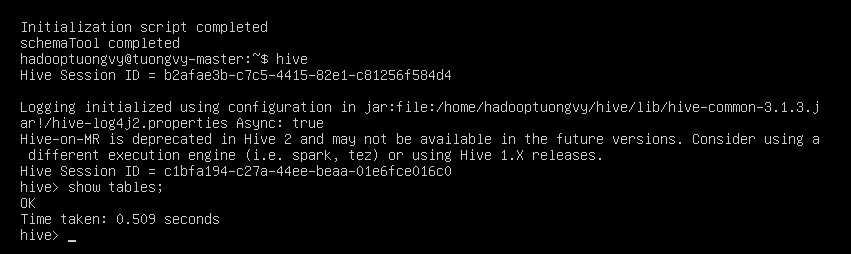 Initialization script completed
schemaTool completed
hadooptuongvy@tuongvy-master:~$ hive
Hive Session ID = b2afae3b-c7c5-4415-82e1-c81256f584d4
Logging initialized using configuration in jar:file:/home/hadooptuongvy/hive/lib/hive-common-3.1.3.j
ar!/hive-log4j2.properties Async: true
Hive-on-MR is deprecated in Hive 2 and may not be available in the future versions. Consider using a
 different execution engine (i.e. spark, tez) or using Hive 1.X releases.
Hive Session ID = c1bfa194-c27a-44ee-beaa-01e6fce016c0
hive> show tables;
OK
Time taken: 0.509 seconds
hive> _